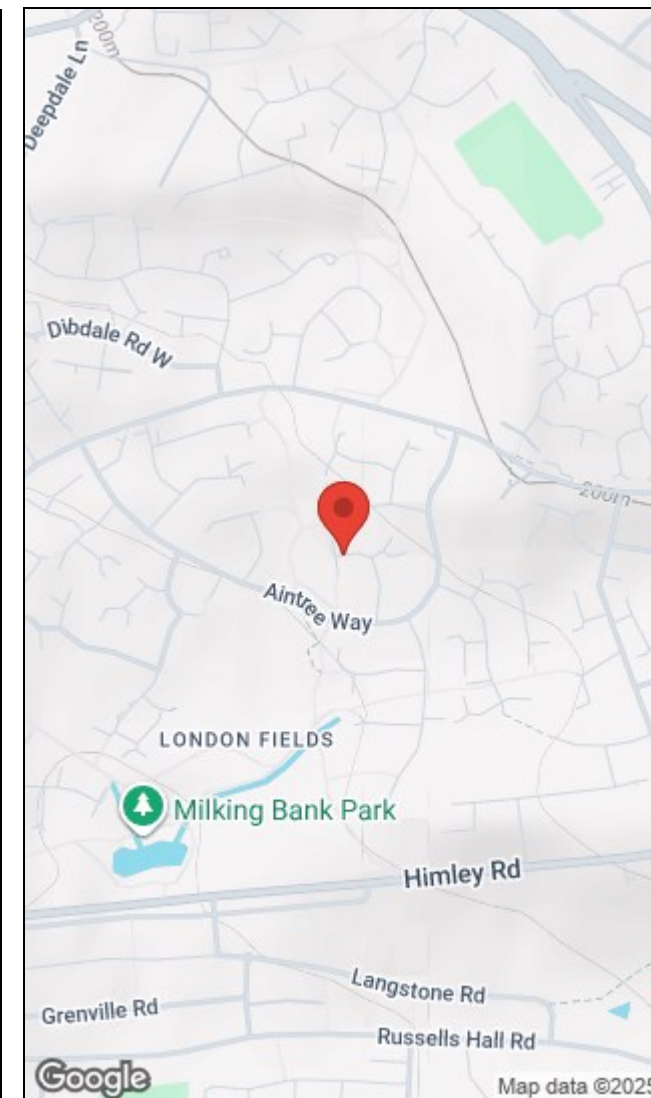 200m
Deepdale Ln
Dibdale Rd W
200m
Aintree Way
LONDON FIELDS
Milking Bank Park
Himley Rd
Langstone Rd
Grenville Rd
Russells Hall Rd
Google
Map data ©2025